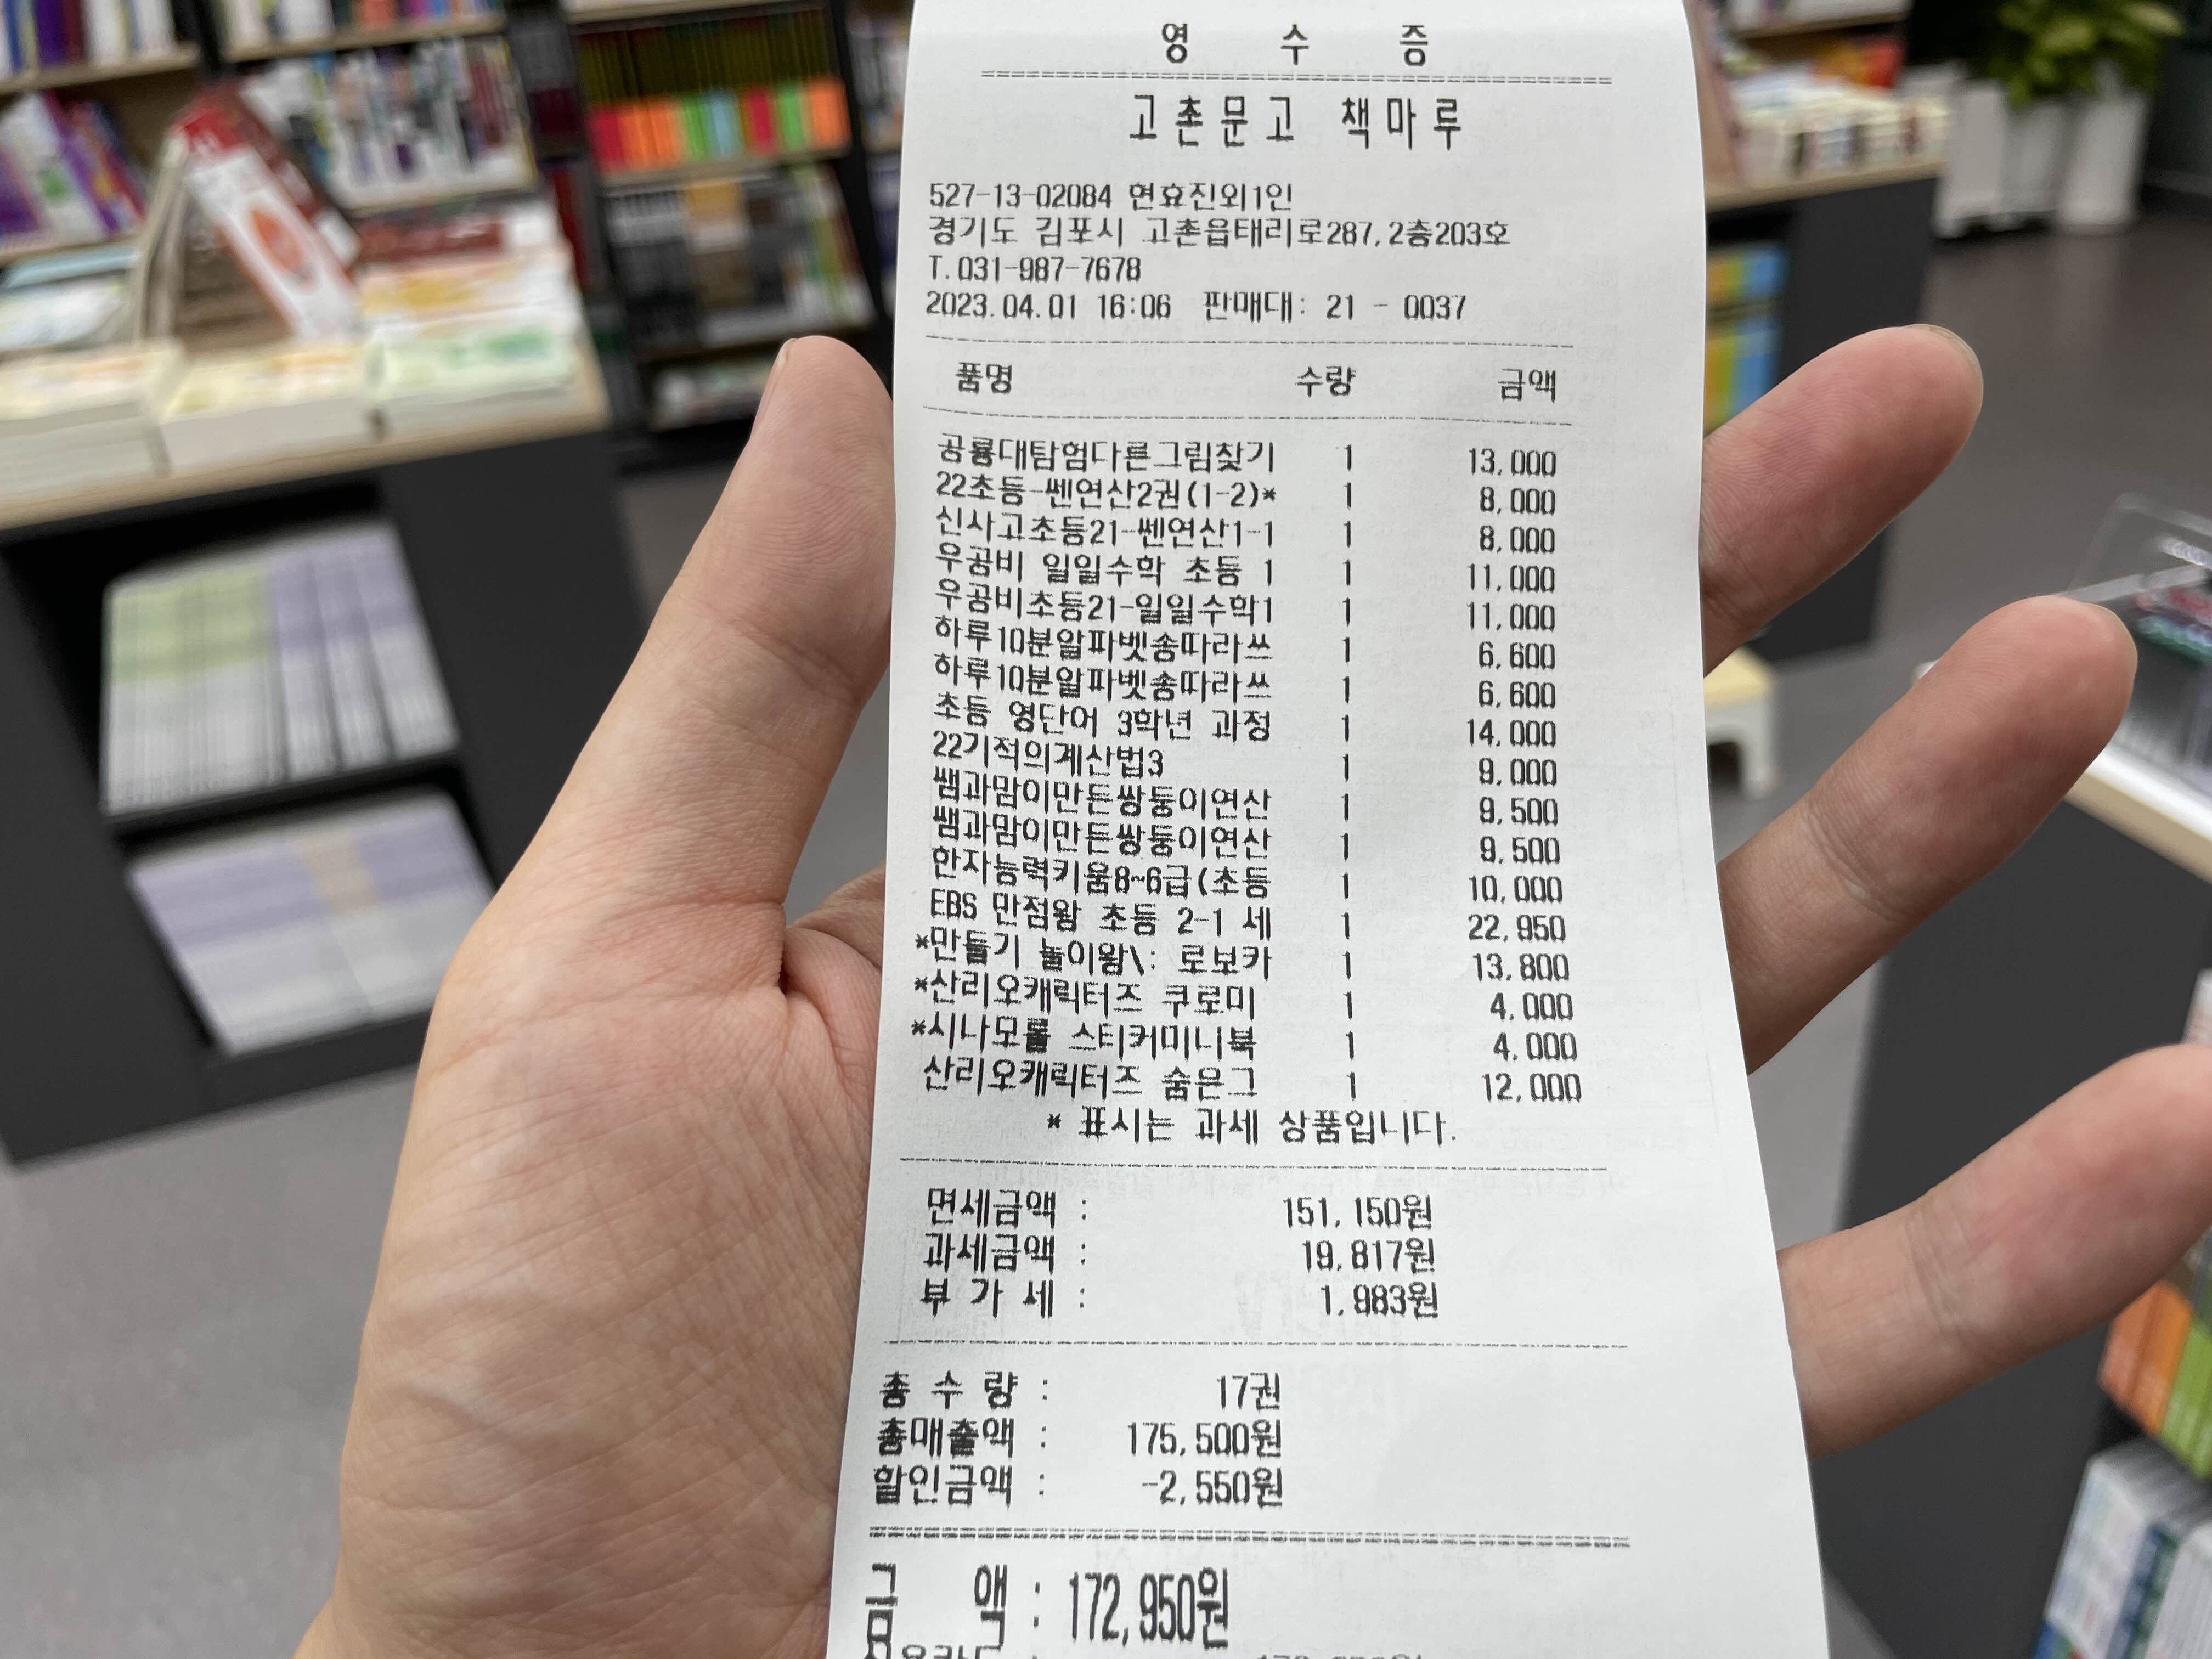 영 수 증
고촌문고 책마루
527-13-02084 현효진외1인
경기도 김포시 고촌읍태리로287,2층203호
T.031-987-7678
2023.04.01 16:06 판매대: 21 - 0037
품명 수량 금액
공룡대탐험다른그림찾기 1 13,000
22초등-쎈연산2권(1-2)* 1 8,000
신사고초등21-쎈연산1-1 1 8,000
우공비 일일수학 초등 1 1 11,000
우공비초등21-일일수학1 1 11,000
하루10분알파벳송따라쓰 1 6,600
하루10분알파벳송따라쓰 1 6,600
초등 영단어 3학년 과정 1 14,000
22기적의계산법3 1 9,000
쌤과맘이만든쌍둥이연산 1 9,500
쌤과맘이만든쌍둥이연산 1 9,500
한자능력키움8~6급(초등 1 10,000
EBS 만점왕 초등 2-1 세 1 22,950
*만들기 놀이왕\: 로보카 1 13,800
*산리오캐릭터즈 쿠로미 1 4,000
*시나모롤 스티커미니북 1 4,000
산리오캐릭터즈 숨은그 1 12,000
* 표시는 과세 상품입니다.
면세금액 : 151,150원
과세금액 : 19,817원
부 가 세 : 1,983원
총 수 량 : 17권
총매출액 : 175,500원
할인금액 : -2,550원
금 액 : 172,950원